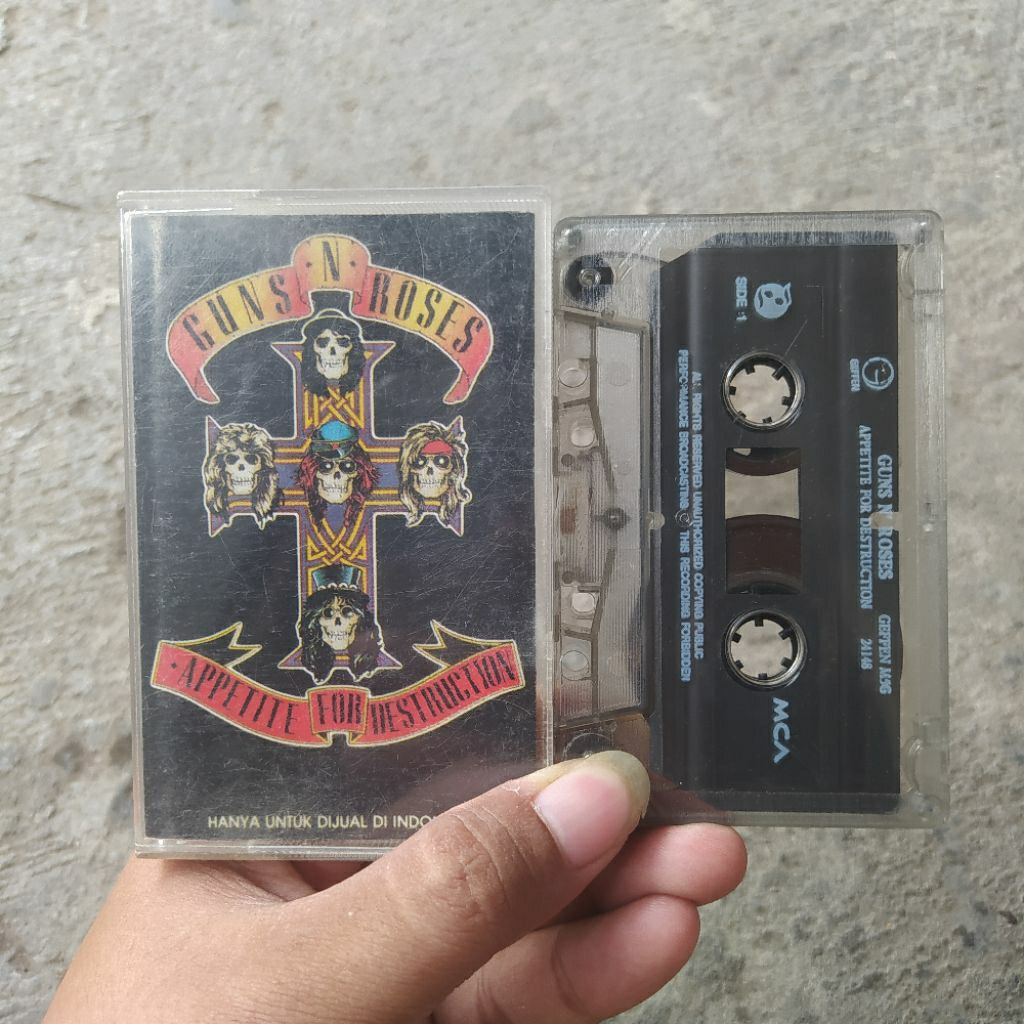 GUNS N ROSES
·APPETITE FOR DESTRUCTION
HANYA UNTUK DIJUAL DI INDO
SIDE 1
ALL RIGHTS RESERVED UNAUTHORIZED COPYING PUBLIC
PERFORMANCE BROADCASTING OF THIS RECORDING FORBIDDEN
GEFFEN
GUNS N ROSES GEFFEN M5G
APPETITE FOR DESTRUCTION 24148
MCA